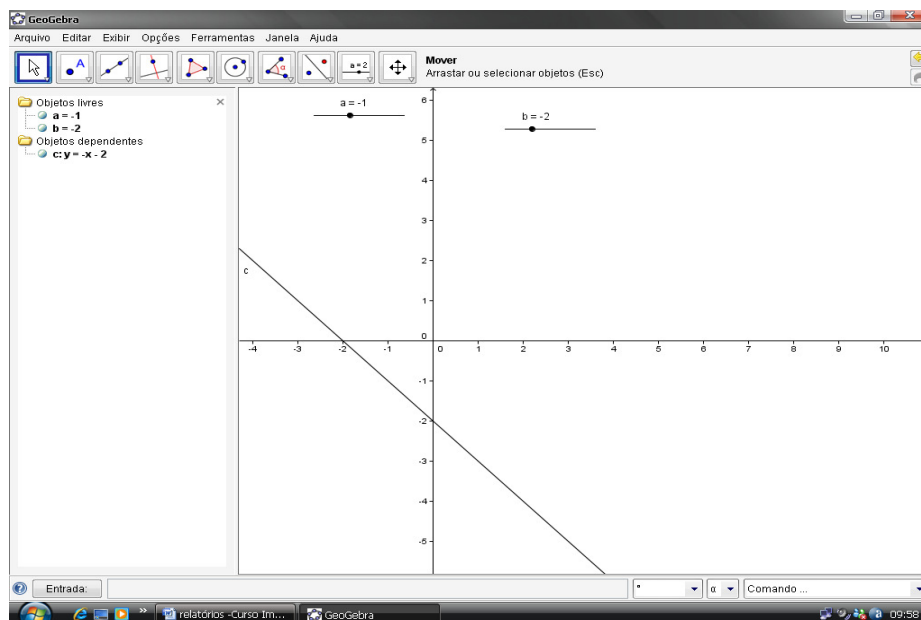 GeoGebra
Arquivo Editar Exibir Opções Ferramentas Janela Ajuda
A
α
a = 2
Mover
Arrastar ou selecionar objetos (Esc)
Objetos livres
a = -1
b = -2
Objetos dependentes
c: y = -x - 2
a = -1
b = -2
c
6
5
4
3
2
1
0
-1
-2
-3
-4
-5
-4 -3 -2 -1 0 1 2 3 4 5 6 7 8 9 10
Entrada:
° α Comando ...
relatórios -Curso Im... GeoGebra 09:58